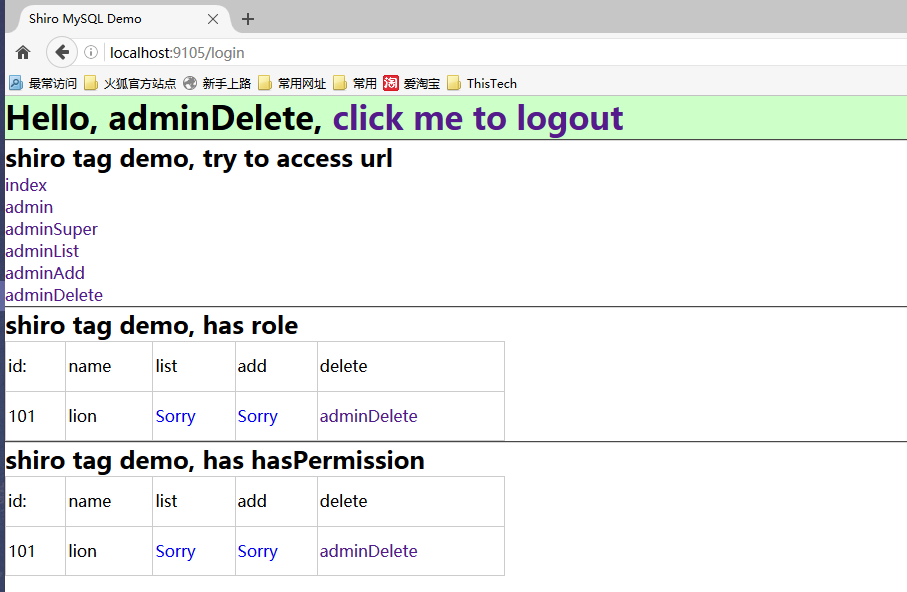 Shiro MySQL Demo
localhost:9105/login
最常访问 火狐官方站点 新手上路 常用网址 常用 淘 爱淘宝 ThisTech
Hello, adminDelete, click me to logout
shiro tag demo, try to access url
index
admin
adminSuper
adminList
adminAdd
adminDelete
shiro tag demo, has role
id: name list add delete
101 lion Sorry Sorry adminDelete
shiro tag demo, has hasPermission
id: name list add delete
101 lion Sorry Sorry adminDelete